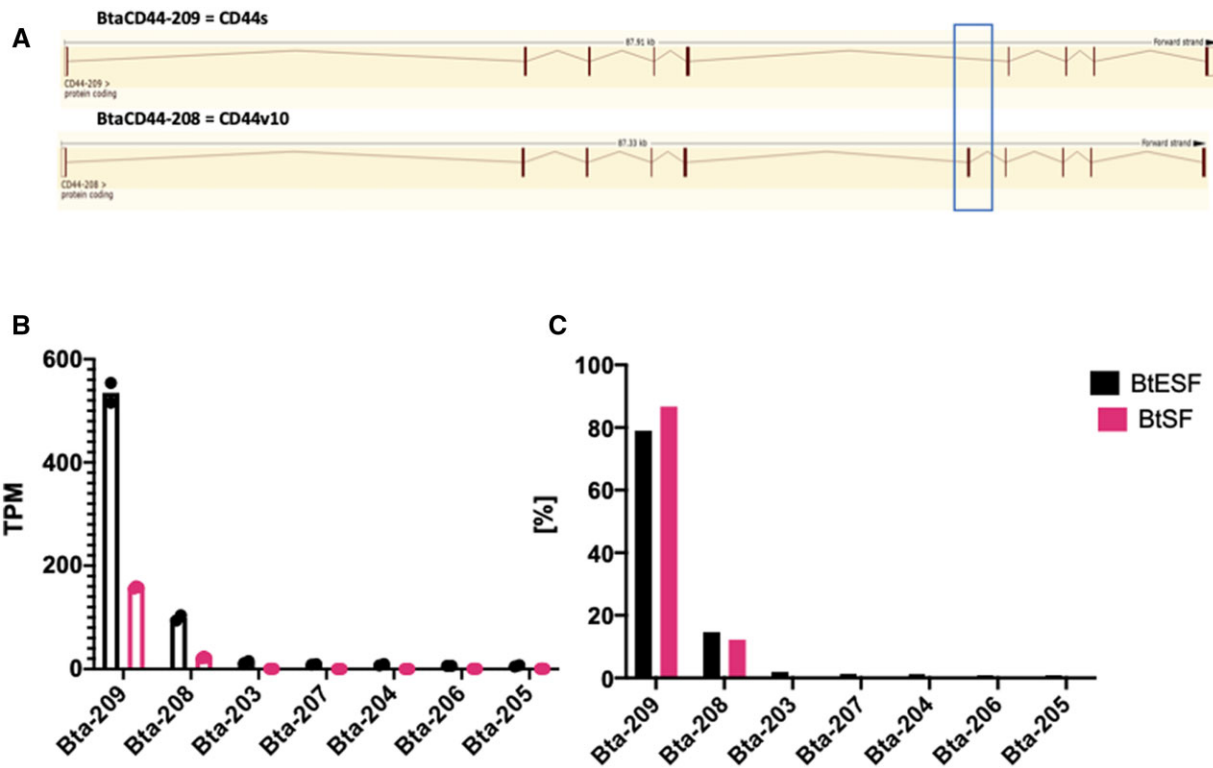 A
BtaCD44-209 = CD44s
87.91 kb
Forward strand
CD44-209 >
protein coding
BtaCD44-208 = CD44v10
87.33 kb
Forward strand
CD44-208 >
protein coding
B
TPM
600
400
200
0
Bta-209
Bta-208
Bta-203
Bta-207
Bta-204
Bta-206
Bta-205
C
[%]
100
80
60
40
20
0
Bta-209
Bta-208
Bta-203
Bta-207
Bta-204
Bta-206
Bta-205
BtESF
BtSF